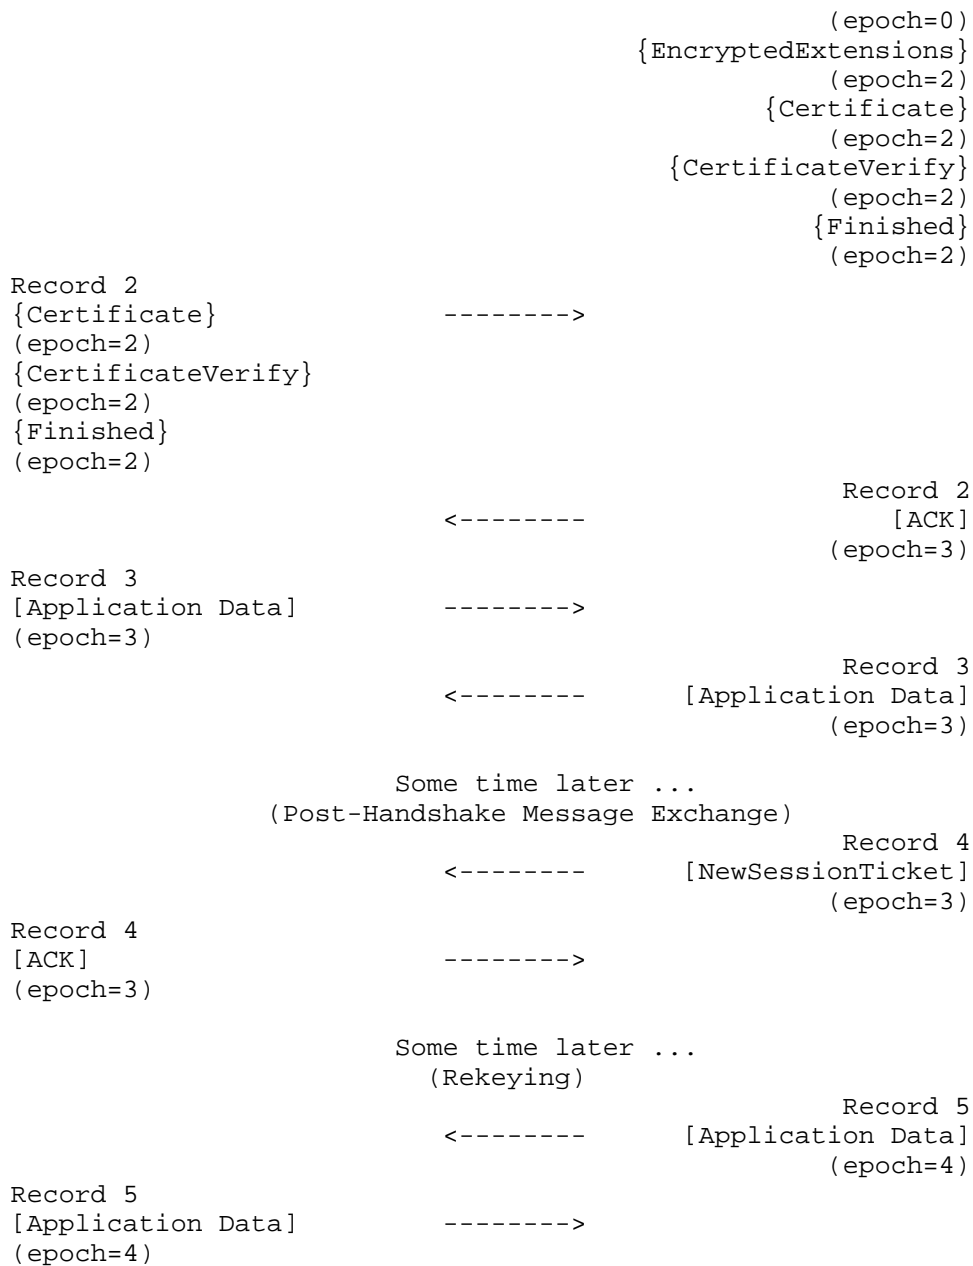 (epoch=0)
{EncryptedExtensions}
(epoch=2)
{Certificate}
(epoch=2)
{CertificateVerify}
(epoch=2)
{Finished}
(epoch=2)
Record 2
{Certificate} -------->
(epoch=2)
{CertificateVerify}
(epoch=2)
{Finished}
(epoch=2)
Record 2
<-------- [ACK]
(epoch=3)
Record 3
[Application Data] -------->
(epoch=3)
Record 3
<-------- [Application Data]
(epoch=3)
Some time later ...
(Post-Handshake Message Exchange)
Record 4
<-------- [NewSessionTicket]
(epoch=3)
Record 4
[ACK] -------->
(epoch=3)
Some time later ...
(Rekeying)
Record 5
<-------- [Application Data]
(epoch=4)
Record 5
[Application Data] -------->
(epoch=4)